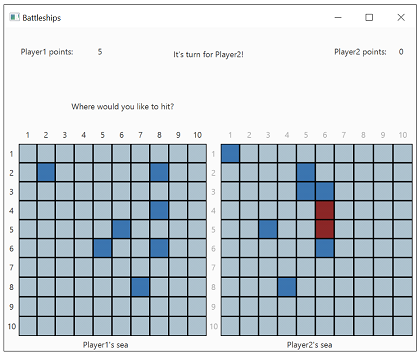 Battleships
Player1 points: 5
It's turn for Player2!
Player2 points: 0
Where would you like to hit?
1 2 3 4 5 6 7 8 9 10
1 2 3 4 5 6 7 8 9 10
1 1
2 2
3 3
4 4
5 5
6 6
7 7
8 8
9 9
10 10
Player1's sea
Player2's sea